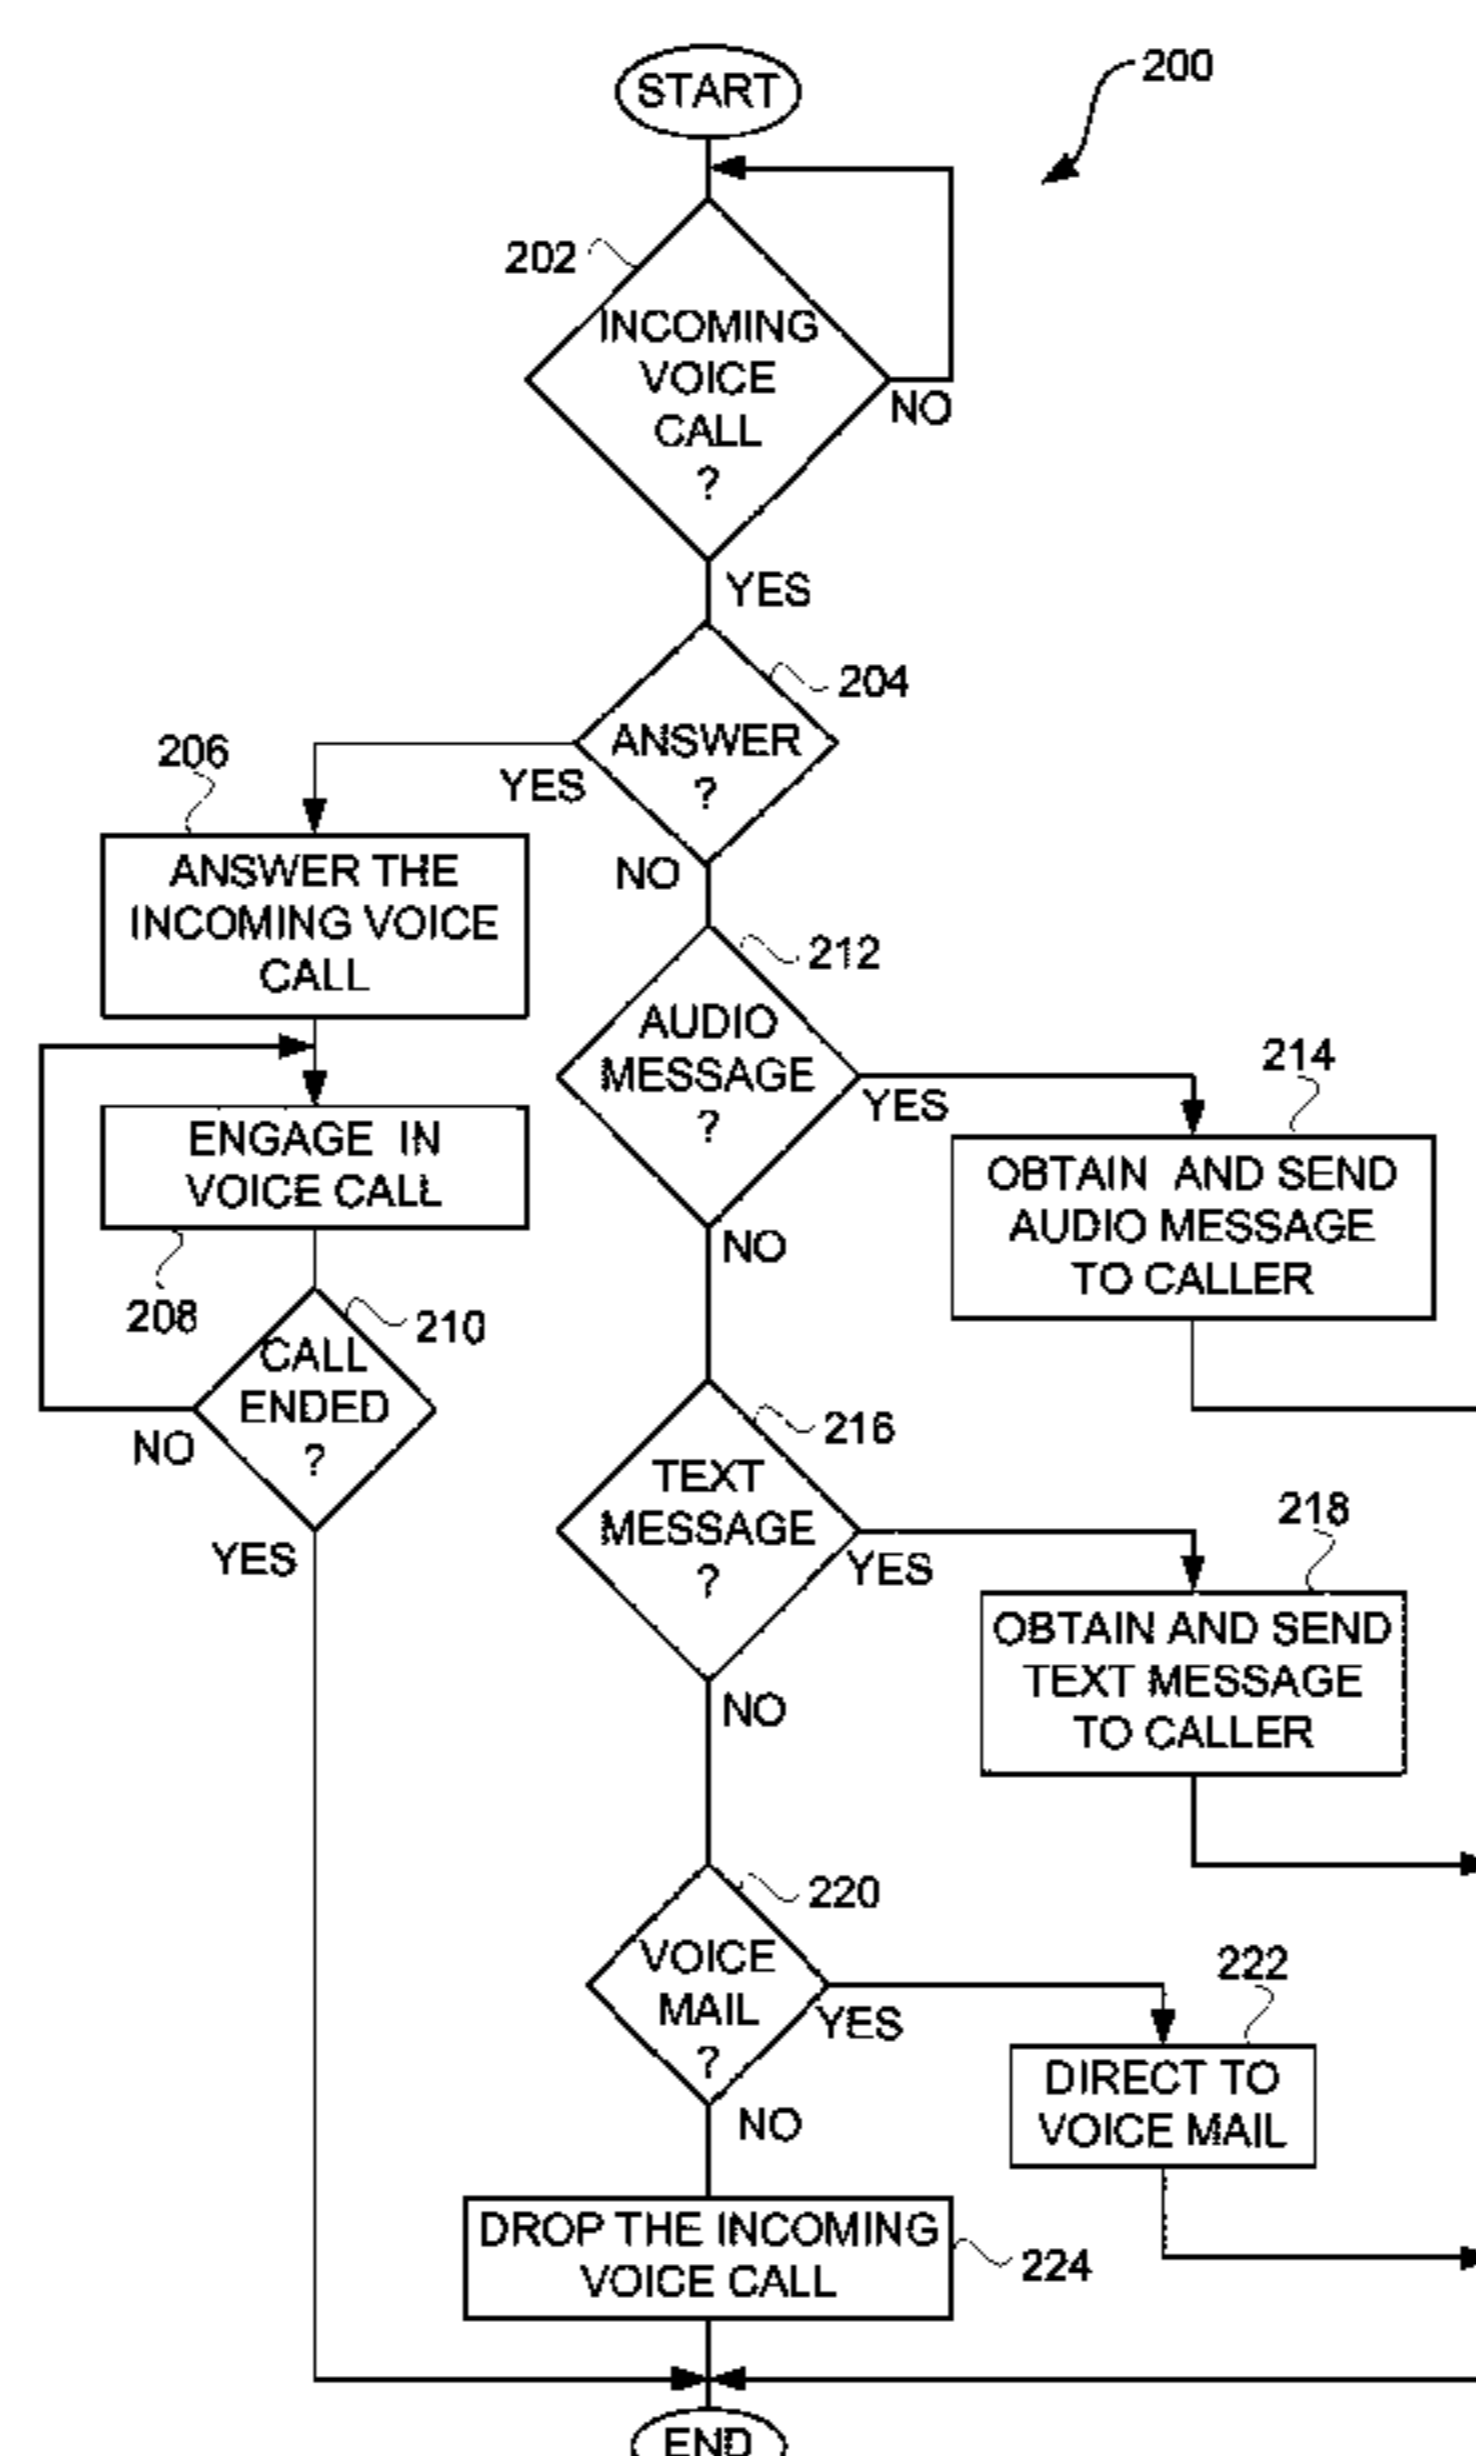 START
200
202
INCOMING
VOICE
CALL
?
NO
YES
204
ANSWER
?
YES
NO
206
ANSWER THE
INCOMING VOICE
CALL
212
AUDIO
MESSAGE
?
YES
NO
214
OBTAIN AND SEND
AUDIO MESSAGE
TO CALLER
ENGAGE IN
VOICE CALL
208
210
CALL
ENDED
?
NO
YES
216
TEXT
MESSAGE
?
YES
NO
218
OBTAIN AND SEND
TEXT MESSAGE
TO CALLER
220
VOICE
MAIL
?
YES
NO
222
DIRECT TO
VOICE MAIL
DROP THE INCOMING
VOICE CALL
224
END